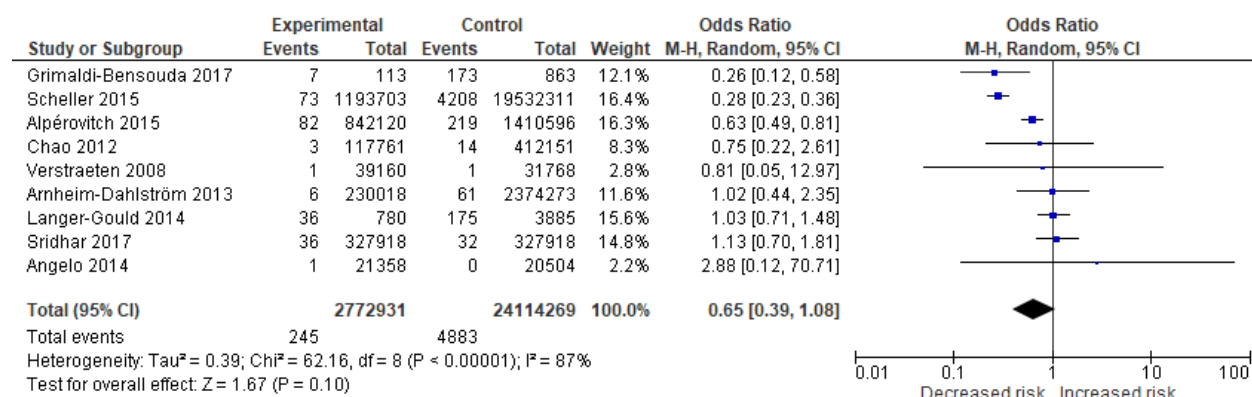 Experimental Control Odds Ratio Odds Ratio
Study or Subgroup Events Total Events Total Weight M-H, Random, 95% CI M-H, Random, 95% CI
Grimaldi-Bensouda 2017 7 113 173 863 12.1% 0.26 [0.12, 0.58]
Scheller 2015 73 1193703 4208 19532311 16.4% 0.28 [0.23, 0.36]
Alpérovitch 2015 82 842120 219 1410596 16.3% 0.63 [0.49, 0.81]
Chao 2012 3 117761 14 412151 8.3% 0.75 [0.22, 2.61]
Verstraeten 2008 1 39160 1 31768 2.8% 0.81 [0.05, 12.97]
Arnheim-Dahlström 2013 6 230018 61 2374273 11.6% 1.02 [0.44, 2.35]
Langer-Gould 2014 36 780 175 3885 15.6% 1.03 [0.71, 1.48]
Sridhar 2017 36 327918 32 327918 14.8% 1.13 [0.70, 1.81]
Angelo 2014 1 21358 0 20504 2.2% 2.88 [0.12, 70.71]
Total (95% CI) 2772931 24114269 100.0% 0.65 [0.39, 1.08]
Total events 245 4883
Heterogeneity: Tau² = 0.39; Chi² = 62.16, df = 8 (P < 0.00001); I² = 87%
Test for overall effect: Z = 1.67 (P = 0.10)
0.01 0.1 1 10 100
Decreased risk Increased risk